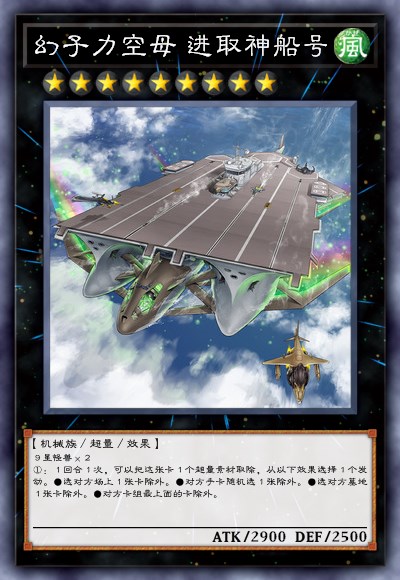 幻子力空母 进取神船号
風
【机械族／超量／效果】
９星怪兽×２
①：１回合１次，可以把这张卡１个超量素材取除，从以下效果选择１个发
动。●选对方场上１张卡除外。●对方手卡随机选１张除外。●选对方墓地
１张卡除外。●对方卡组最上面的卡除外。
ATK/2900 DEF/2500